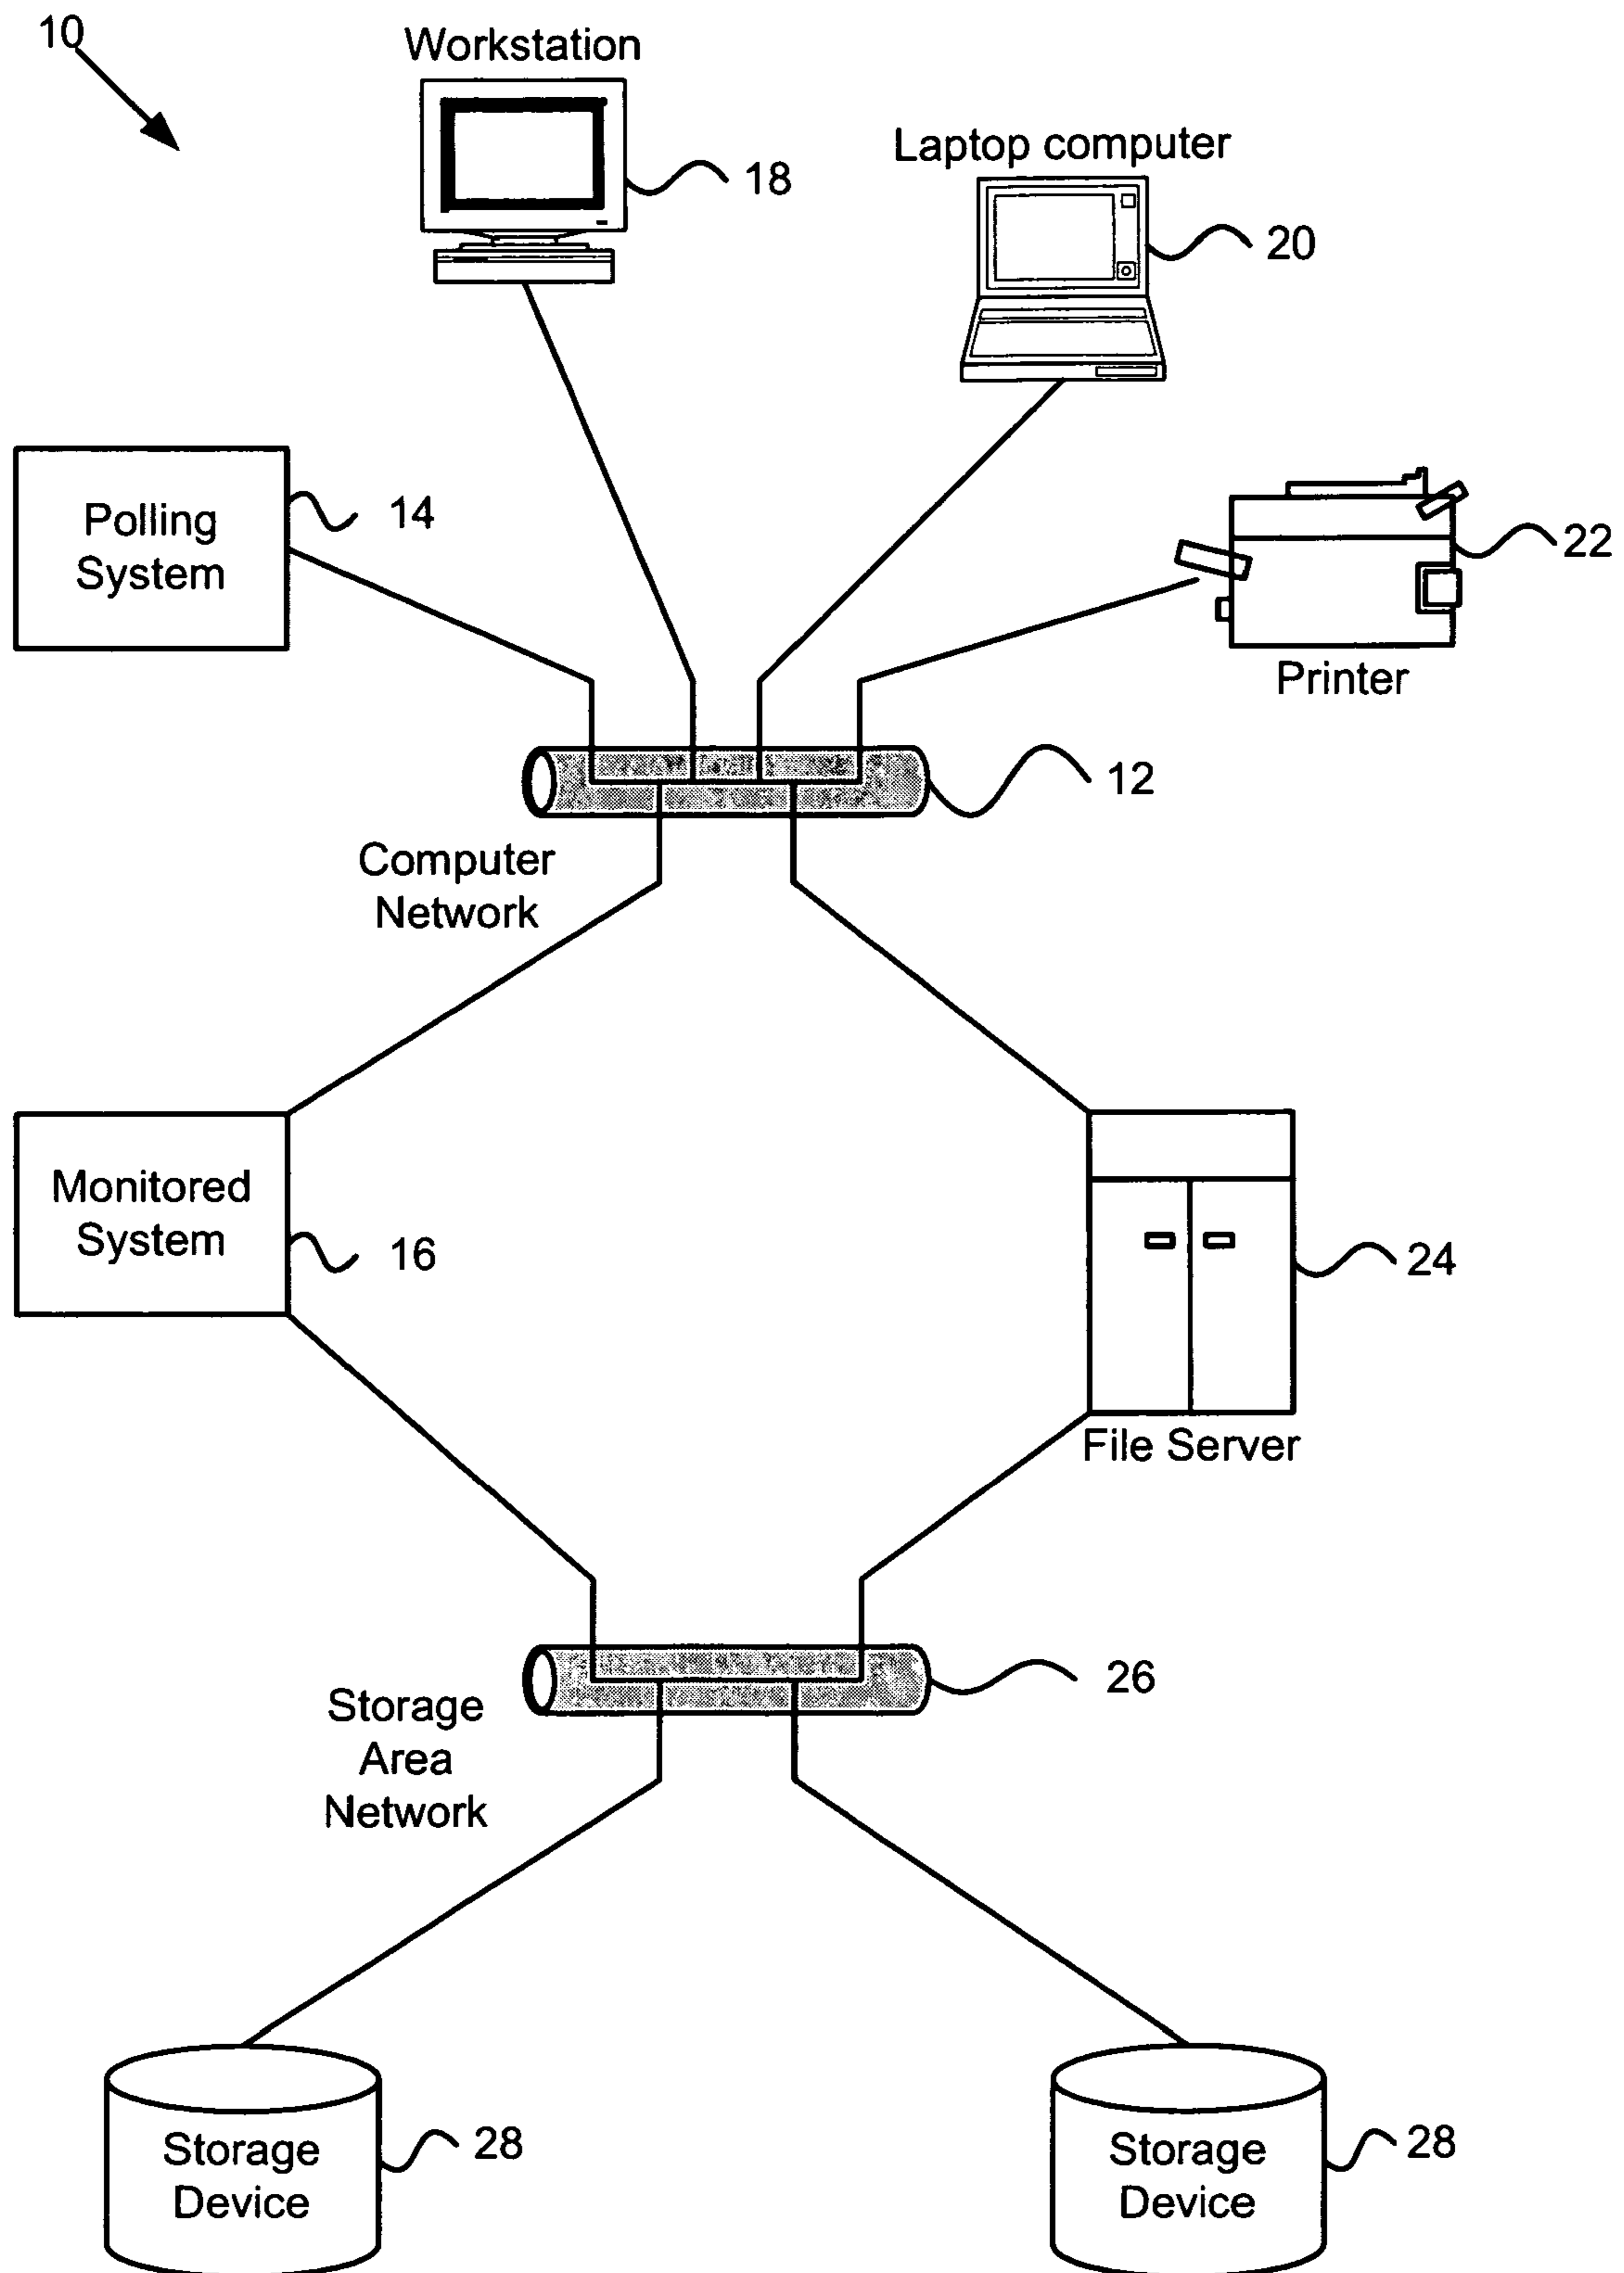 10
Workstation
18
Laptop computer
20
Polling
System
14
22
Printer
12
Computer
Network
Monitored
System
16
24
File Server
26
Storage
Area
Network
Storage
Device
28
Storage
Device
28